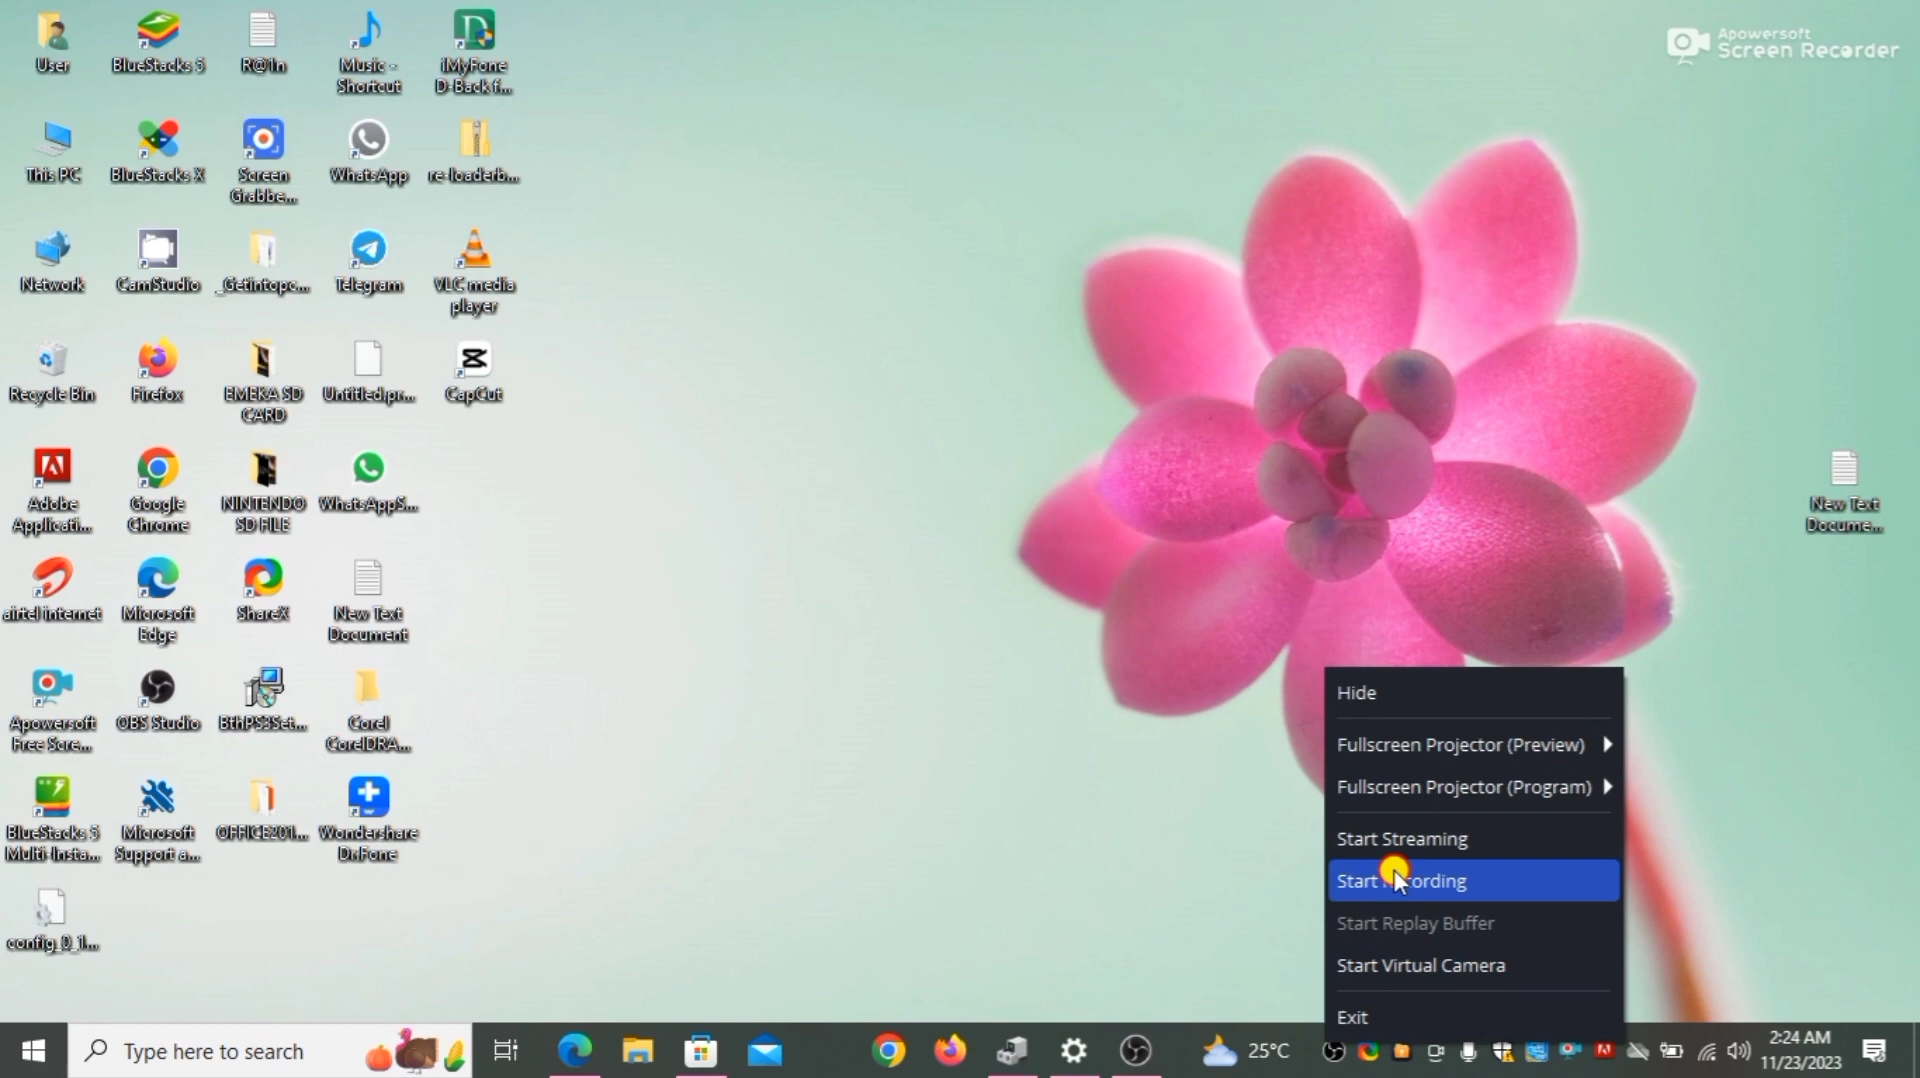 Apowersoft
Screen Recorder
User
BlueStacks 5
R@1n
Music -
Shortcut
iMyFone
D-Back f...
This PC
BlueStacks X
Screen
Grabbe...
WhatsApp
re-loaderb...
Network
CamStudio
_Getintopc...
Telegram
VLC media
player
Recycle Bin
Firefox
EMEKA SD
CARD
Untitled.pr...
CapCut
Adobe
Applicati...
Google
Chrome
NINTENDO
SD FILE
WhatsAppS...
New Text
Docume...
airtel internet
Microsoft
Edge
ShareX
New Text
Document
Apowersoft
Free Scre...
OBS Studio
BthPS3Set...
Corel
CorelDRA...
BlueStacks 5
Multi-Insta...
Microsoft
Support a...
OFFICE201...
Wondershare
Dr.Fone
config_0_1...
Hide
Fullscreen Projector (Preview)
Fullscreen Projector (Program)
Start Streaming
Start Recording
Start Replay Buffer
Start Virtual Camera
Exit
Type here to search
25°C
2:24 AM
11/23/2023